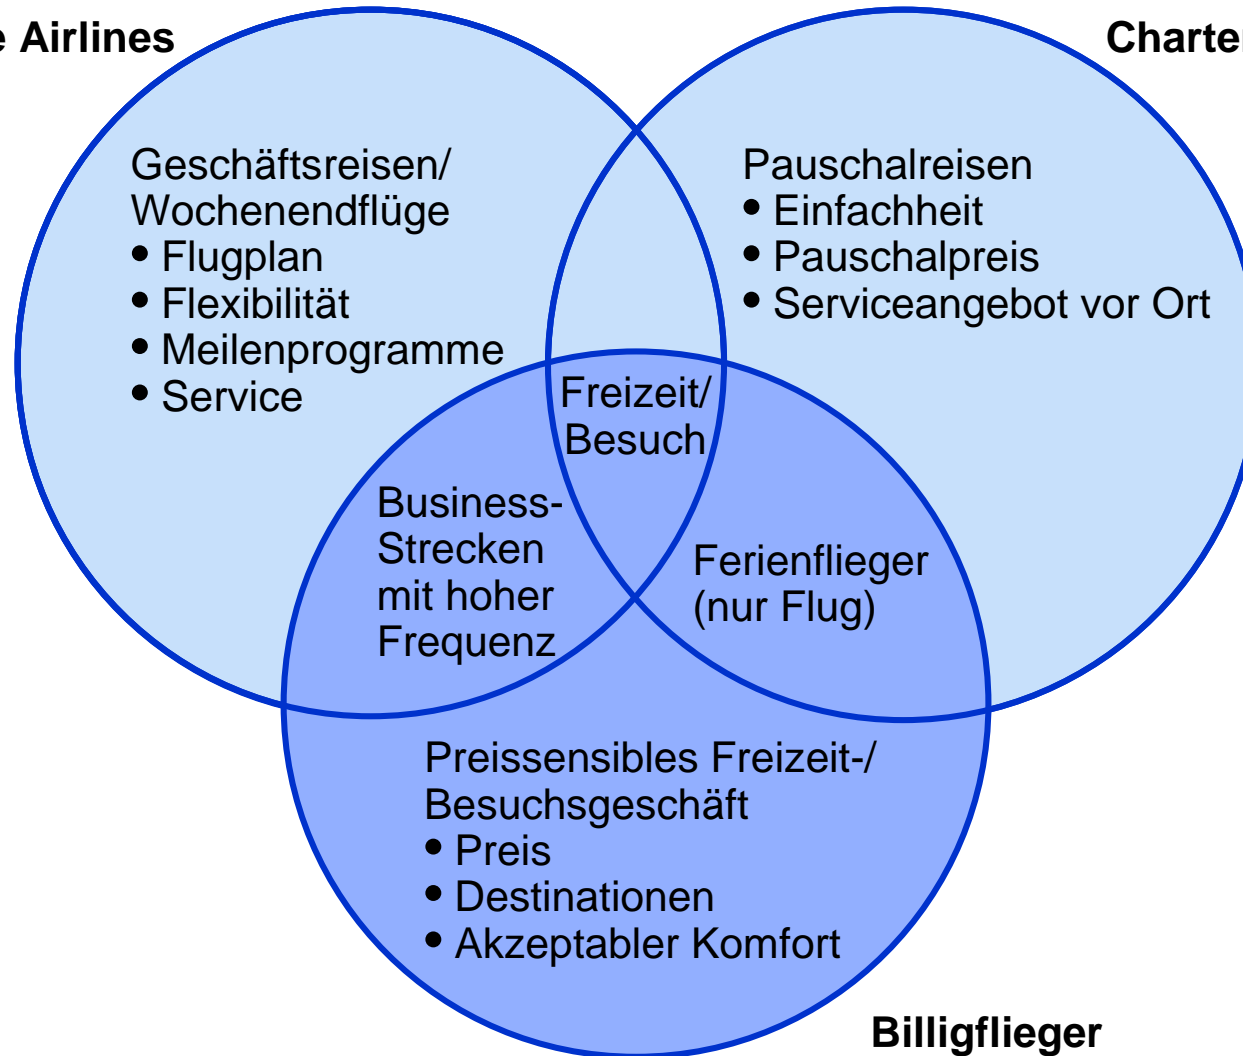 e Airlines
Charter
Geschäftsreisen/
Wochenendflüge
• Flugplan
• Flexibilität
• Meilenprogramme
• Service
Pauschalreisen
• Einfachheit
• Pauschalpreis
• Serviceangebot vor Ort
Freizeit/
Besuch
Business-
Strecken
mit hoher
Frequenz
Ferienflieger
(nur Flug)
Preissensibles Freizeit-/
Besuchsgeschäft
• Preis
• Destinationen
• Akzeptabler Komfort
Billigflieger